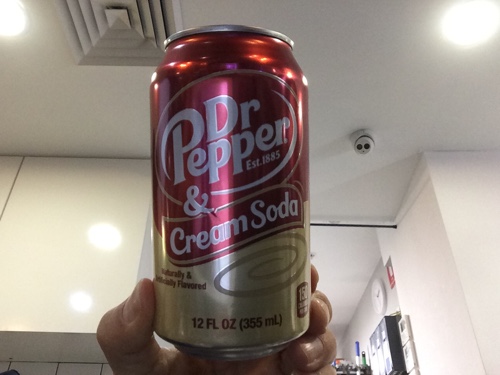 Dr
Pepper
Est.1885
&
Cream Soda
Naturally &
Artificially Flavored
12 FL OZ (355 mL)